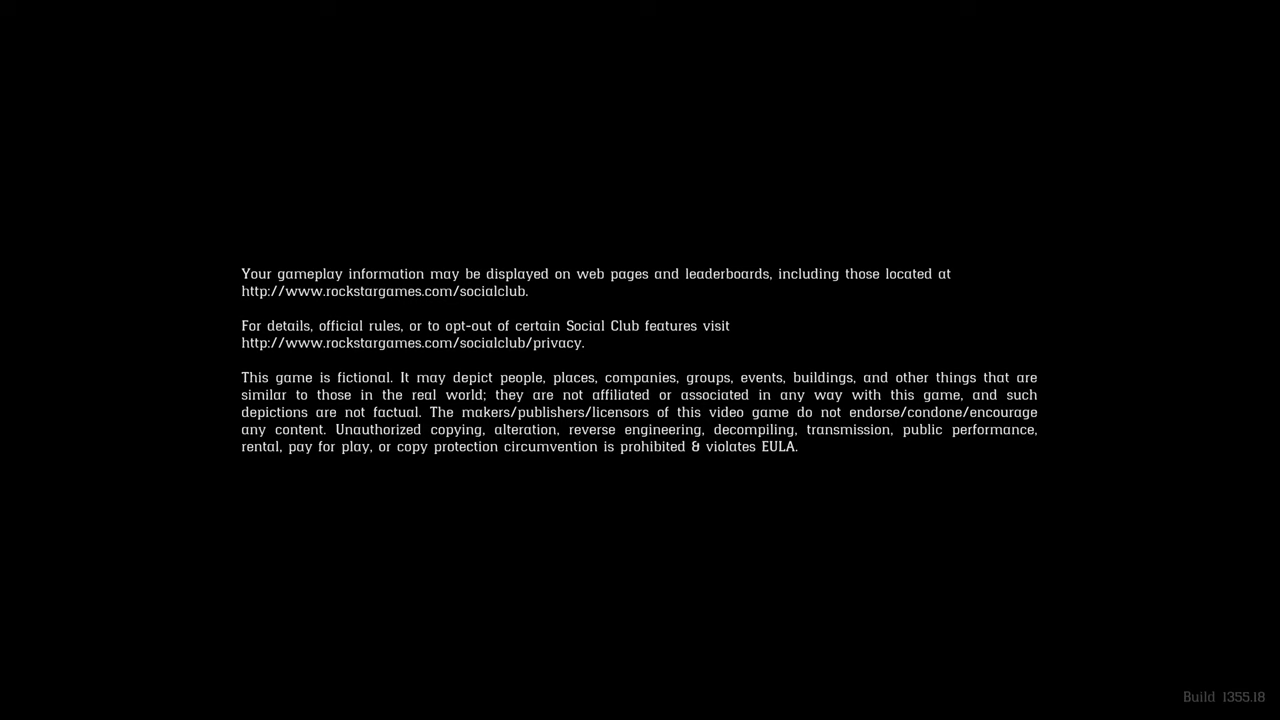 Your gameplay information may be displayed on web pages and leaderboards, including those located at
http://www.rockstargames.com/socialclub.
For details, official rules, or to opt-out of certain Social Club features visit
http://www.rockstargames.com/socialclub/privacy.
This game is fictional. It may depict people, places, companies, groups, events, buildings, and other things that are
similar to those in the real world; they are not affiliated or associated in any way with this game, and such
depictions are not factual. The makers/publishers/licensors of this video game do not endorse/condone/encourage
any content. Unauthorized copying, alteration, reverse engineering, decompiling, transmission, public performance,
rental, pay for play, or copy protection circumvention is prohibited & violates EULA.
Build 1355.18